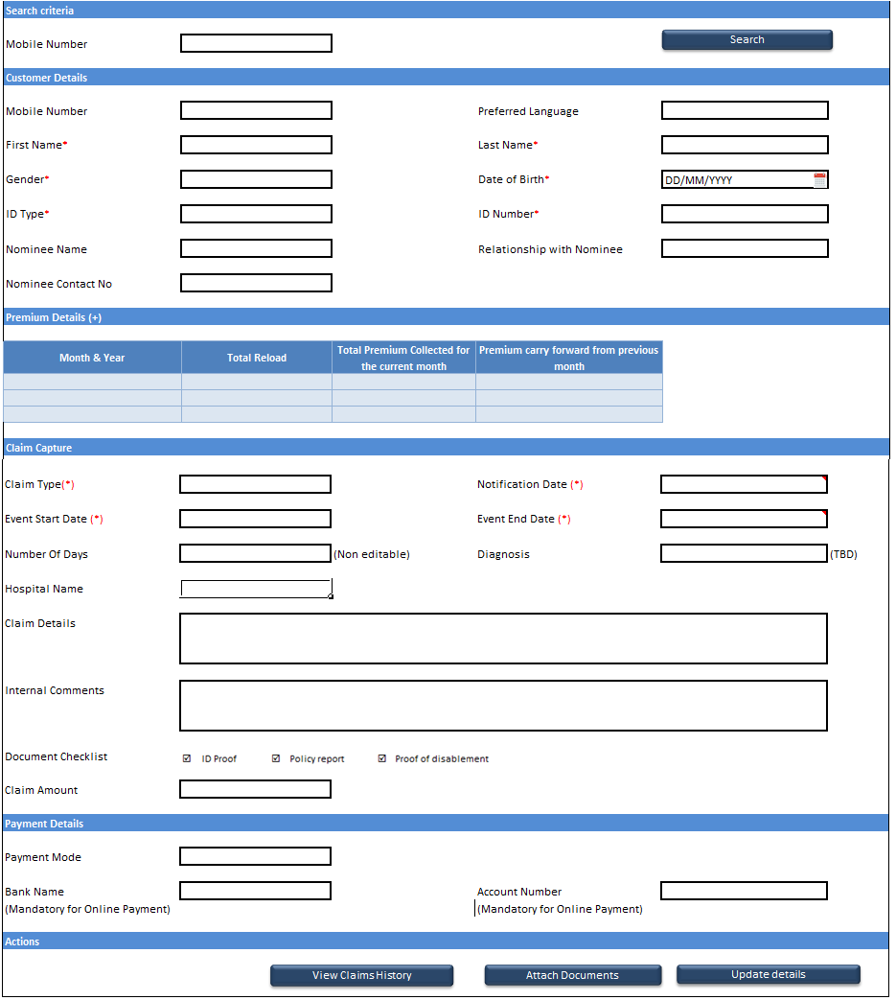 Search criteria
Mobile Number Search
Customer Details
Mobile Number Preferred Language
First Name* Last Name*
Gender* Date of Birth* DD/MM/YYYY
ID Type* ID Number*
Nominee Name Relationship with Nominee
Nominee Contact No
Premium Details (+)
Month & Year Total Reload Total Premium Collected for the current month Premium carry forward from previous month
Claim Capture
Claim Type(*) Notification Date (*)
Event Start Date (*) Event End Date (*)
Number Of Days (Non editable) Diagnosis (TBD)
Hospital Name
Claim Details
Internal Comments
Document Checklist ID Proof Policy report Proof of disablement
Claim Amount
Payment Details
Payment Mode
Bank Name Account Number
(Mandatory for Online Payment) (Mandatory for Online Payment)
Actions
View Claims History Attach Documents Update details